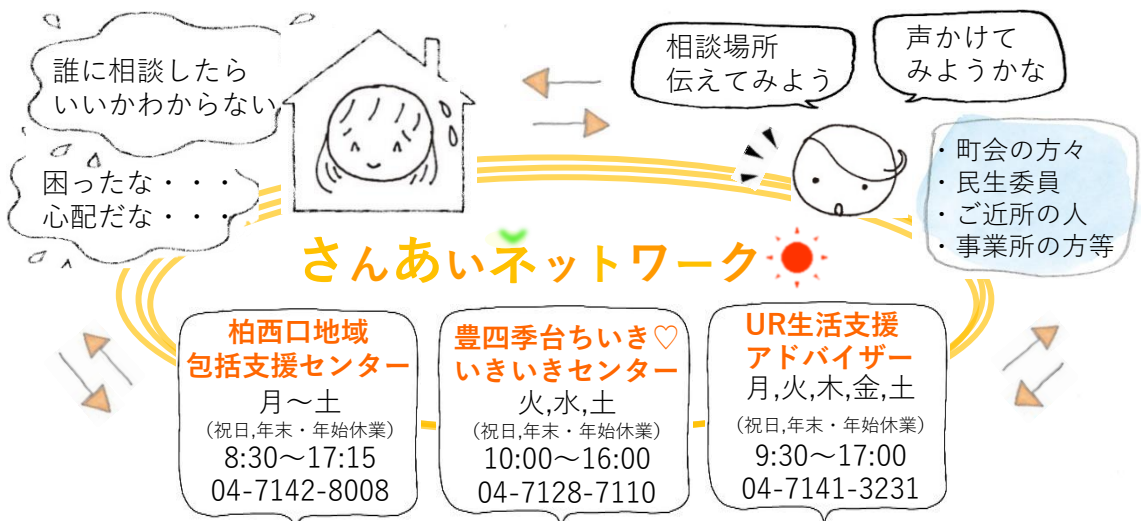 誰に相談したら
いいかわからない
困ったな・・・
心配だな・・・
相談場所
伝えてみよう
声かけて
みようかな
・町会の方々
・民生委員
・ご近所の人
・事業所の方等
さんあいネットワーク
柏西口地域
包括支援センター
月～土
(祝日,年末・年始休業)
8:30～17:15
04-7142-8008
豊四季台ちいき♡
いきいきセンター
火,水,土
(祝日,年末・年始休業)
10:00～16:00
04-7128-7110
UR生活支援
アドバイザー
月,火,木,金,土
(祝日,年末・年始休業)
9:30～17:00
04-7141-3231